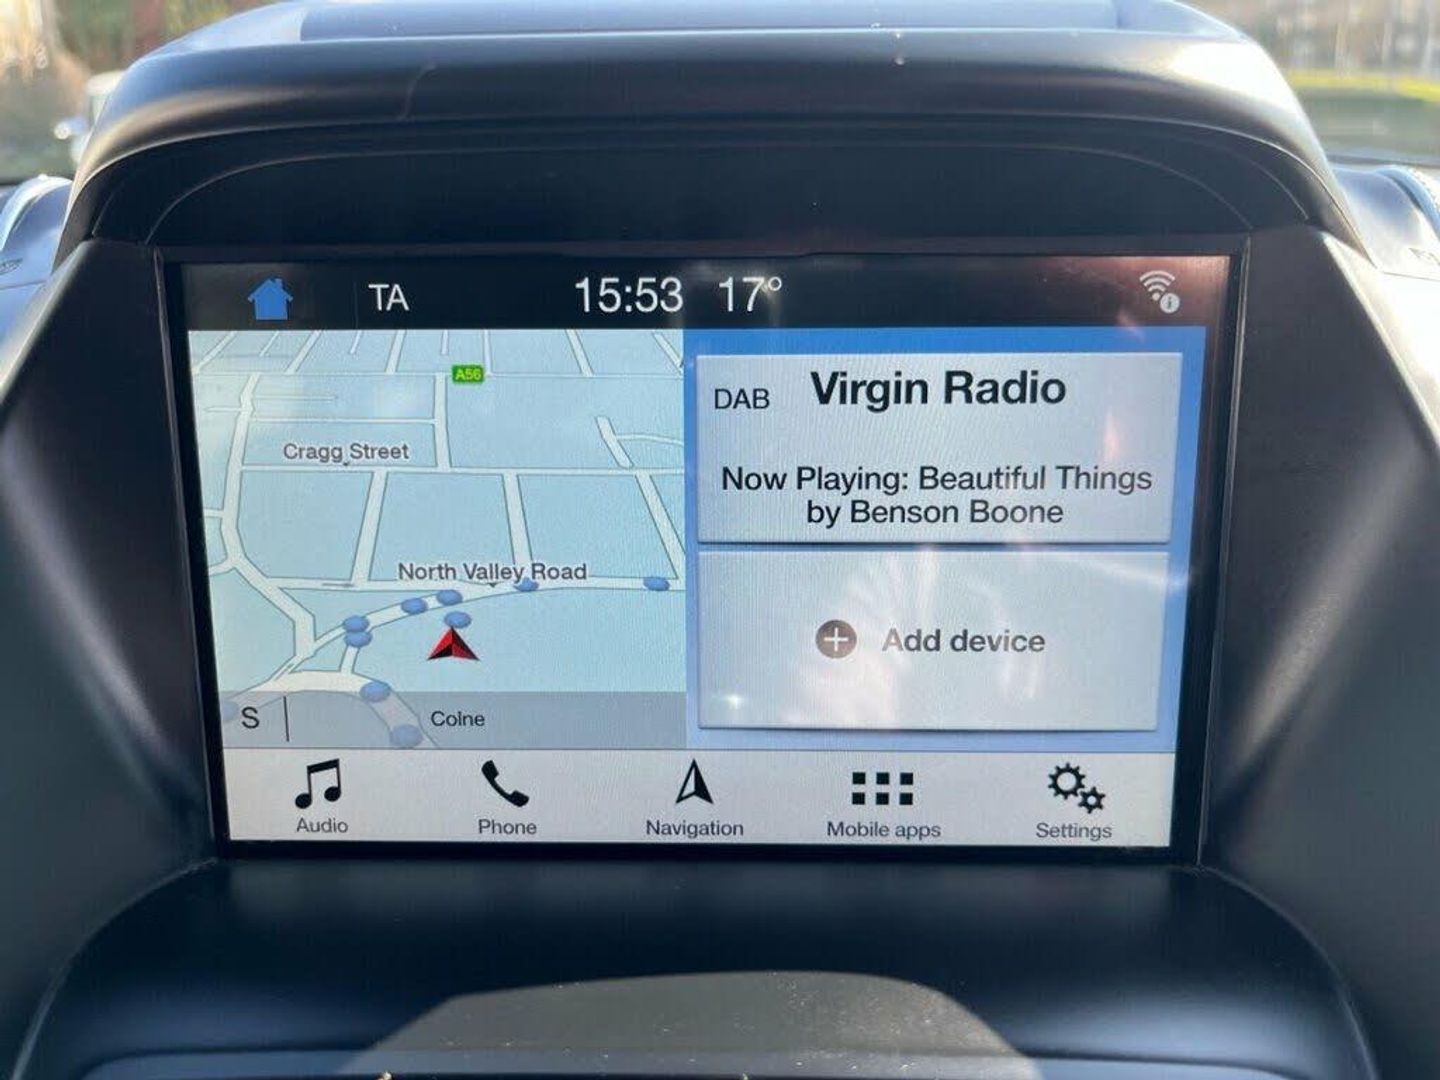 TA 15:53 17°
A56
Cragg Street
North Valley Road
S
Colne
DAB Virgin Radio
Now Playing: Beautiful Things
by Benson Boone
Add device
Audio
Phone
Navigation
Mobile apps
Settings